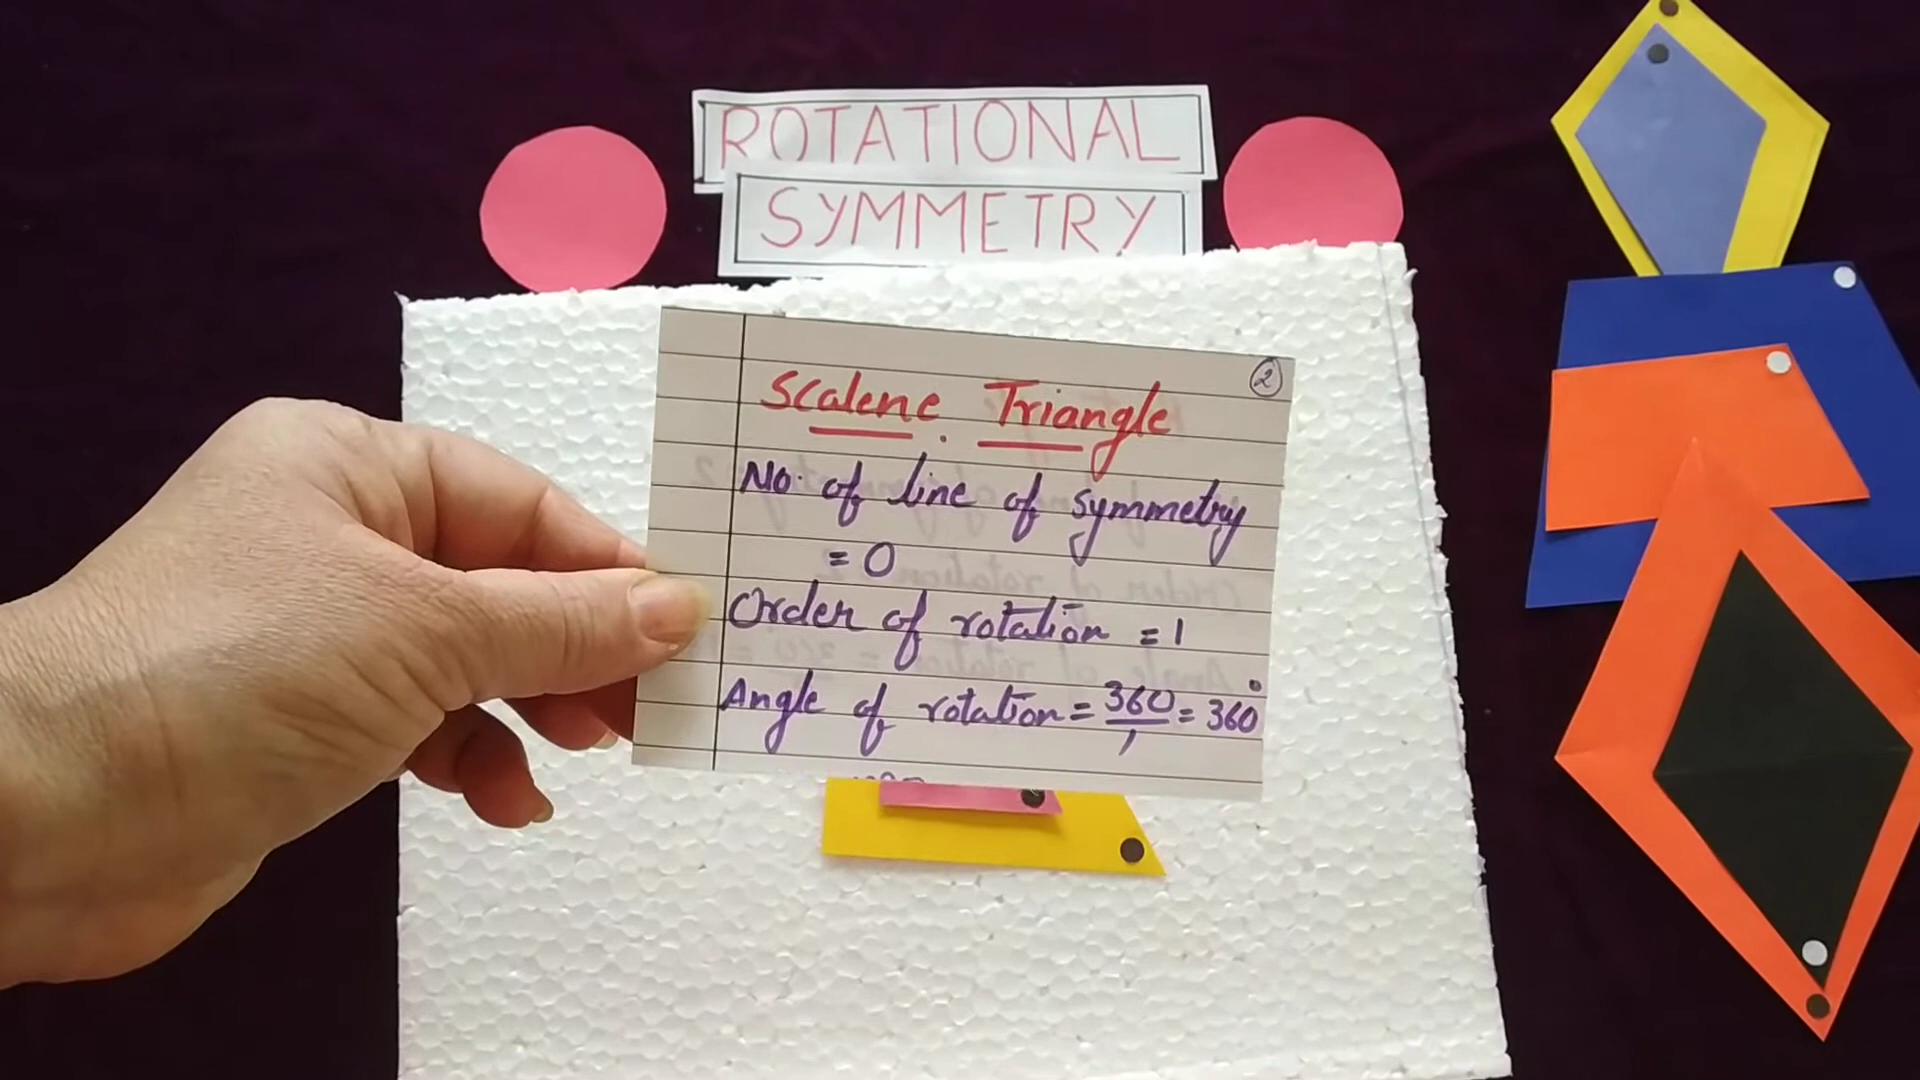 ROTATIONAL
SYMMETRY
2
Scalene Triangle
No. of line of symmetry
= 0
Order of rotation = 1
Angle of rotation = 360/1 = 360°